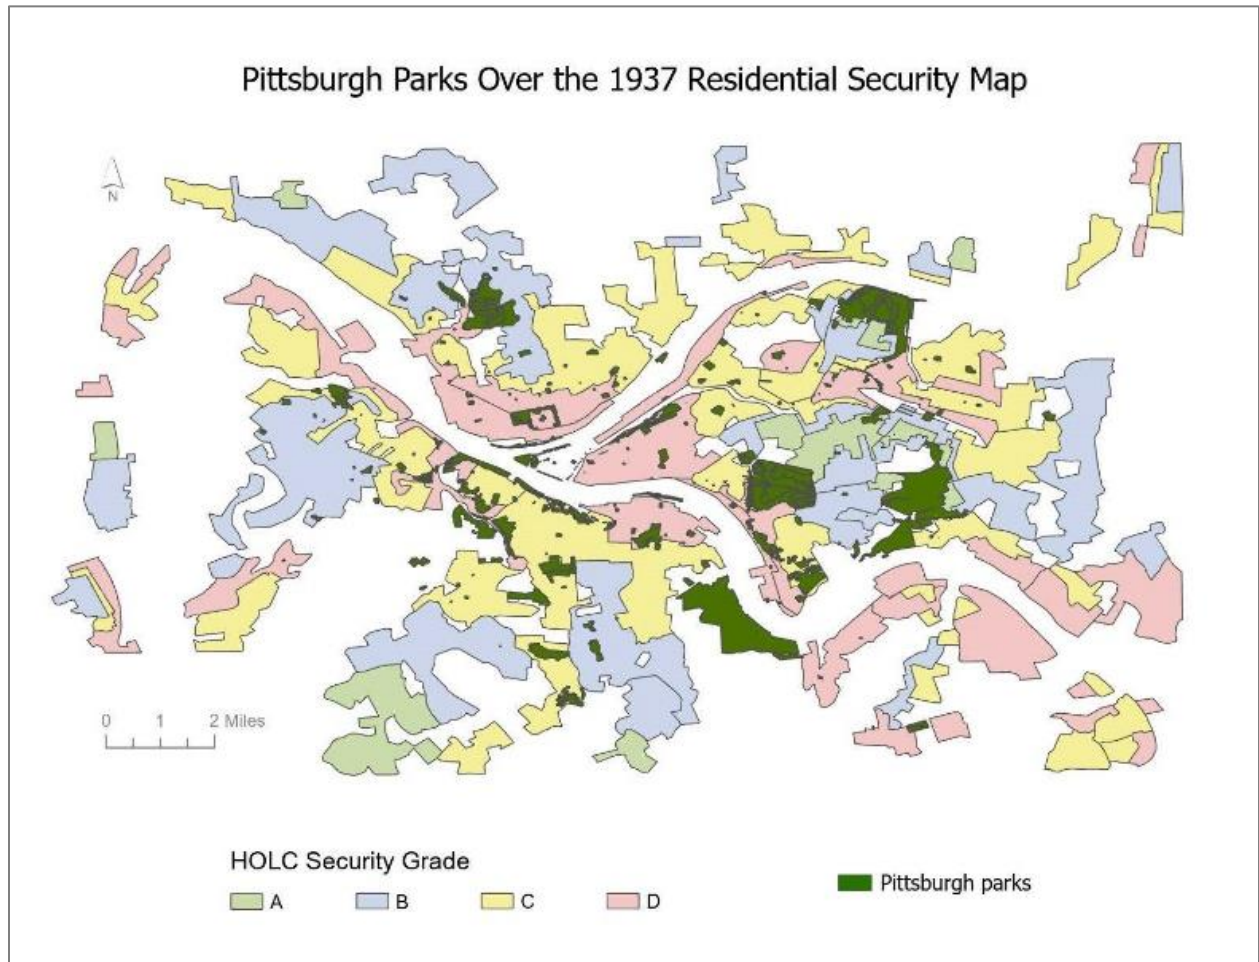 Pittsburgh Parks Over the 1937 Residential Security Map
N
0 1 2 Miles
HOLC Security Grade
A B C D
Pittsburgh parks